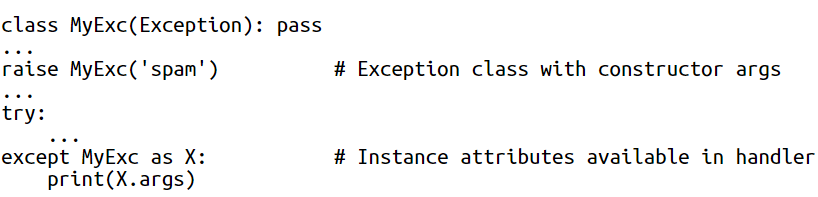 class MyExc(Exception): pass
...
raise MyExc('spam')          # Exception class with constructor args
...
try:
    ...
except MyExc as X:           # Instance attributes available in handler
    print(X.args)